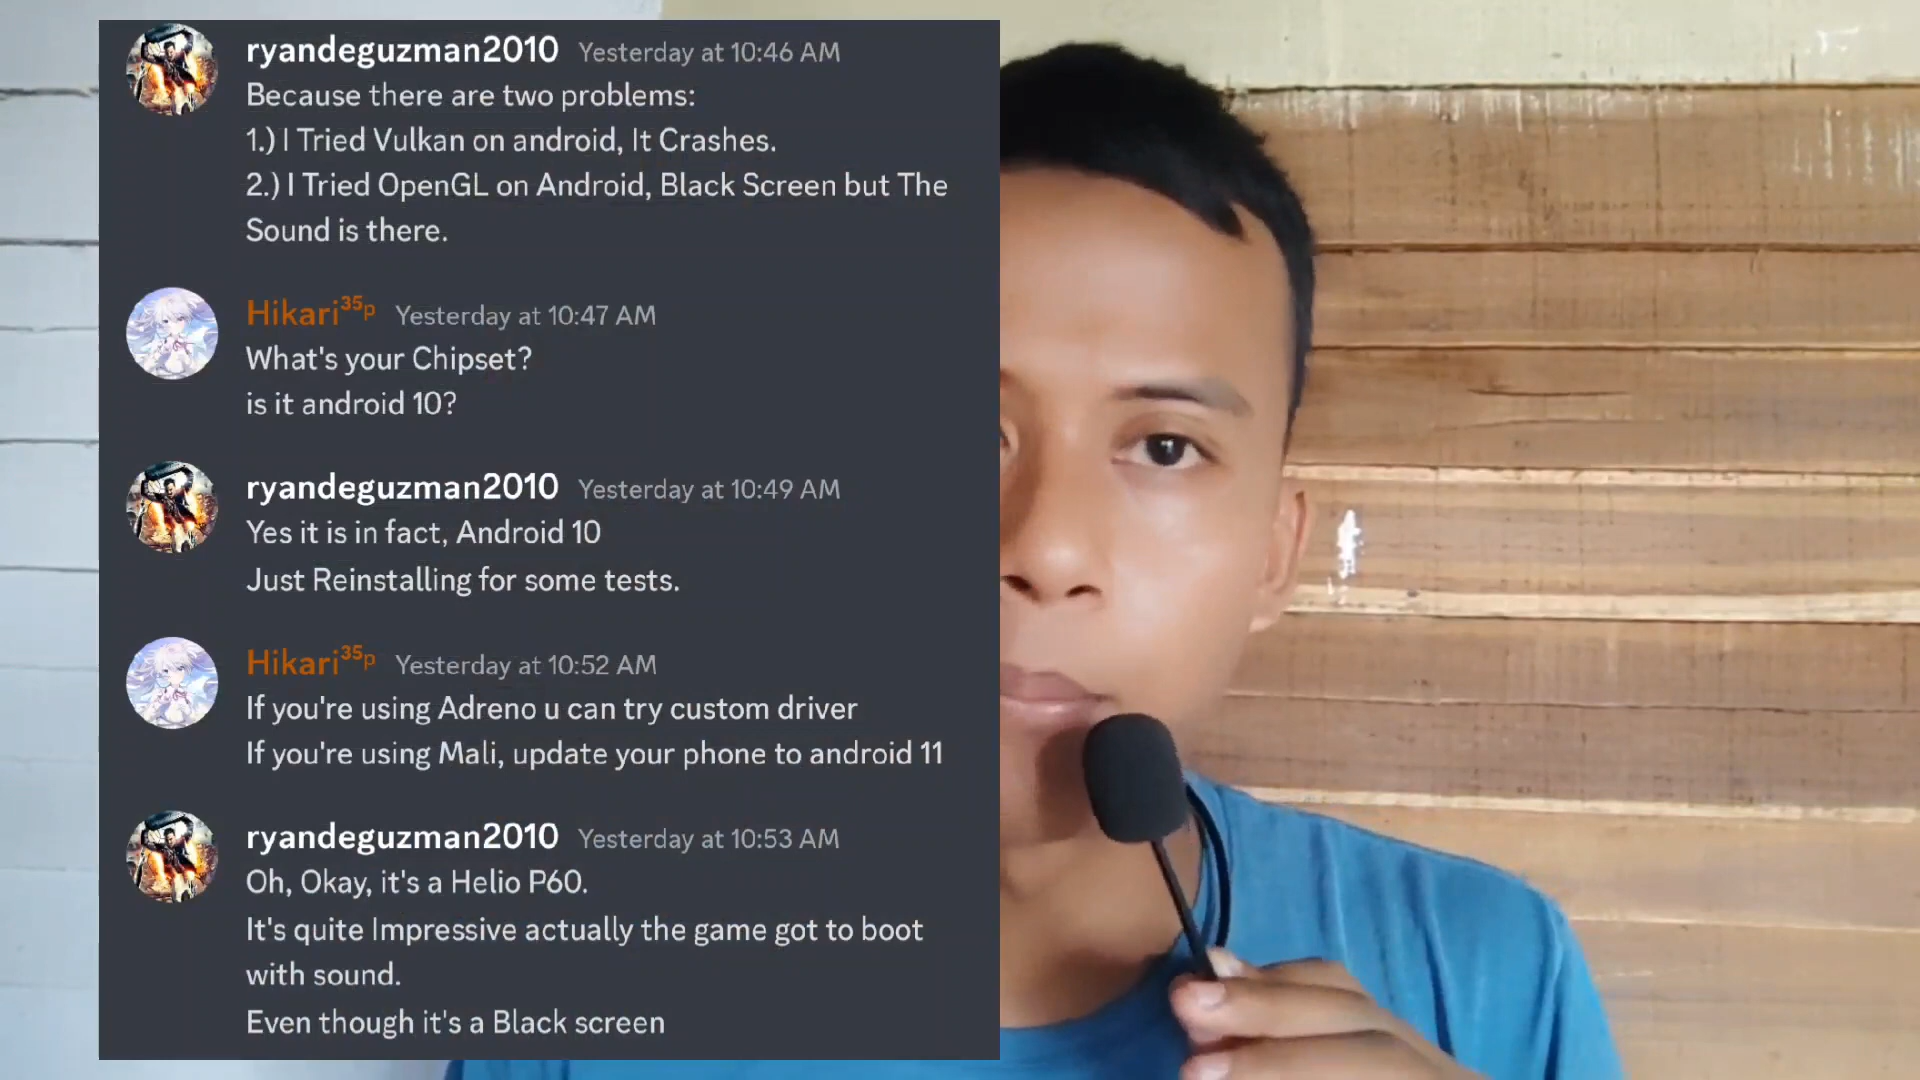 ryandeguzman2010 Yesterday at 10:46 AM
Because there are two problems:
1.) I Tried Vulkan on android, It Crashes.
2.) I Tried OpenGL on Android, Black Screen but The
Sound is there.
Hikari³⁵ᵖ Yesterday at 10:47 AM
What's your Chipset?
is it android 10?
ryandeguzman2010 Yesterday at 10:49 AM
Yes it is in fact, Android 10
Just Reinstalling for some tests.
Hikari³⁵ᵖ Yesterday at 10:52 AM
If you're using Adreno u can try custom driver
If you're using Mali, update your phone to android 11
ryandeguzman2010 Yesterday at 10:53 AM
Oh, Okay, it's a Helio P60.
It's quite Impressive actually the game got to boot
with sound.
Even though it's a Black screen